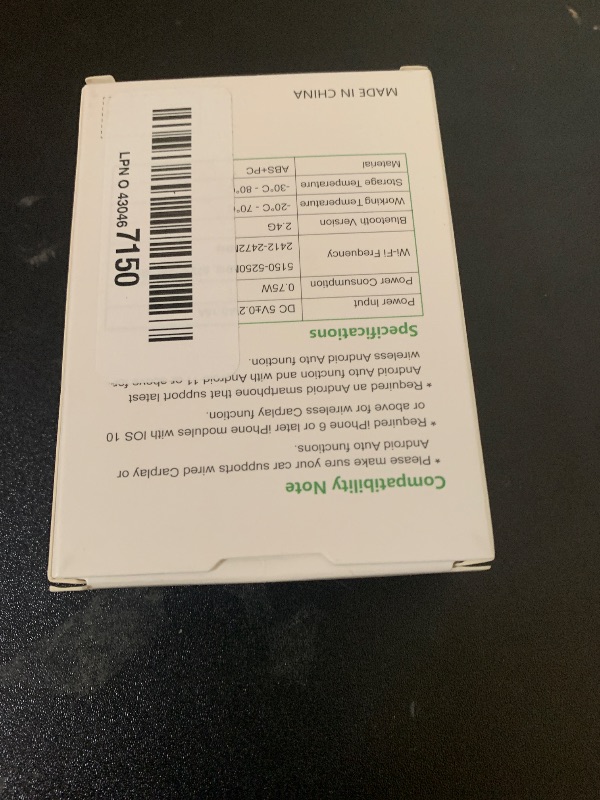 Compatibility Note
* Please make sure your car supports wired Carplay or
Android Auto functions.
* Required iPhone 6 or later iPhone modules with IOS 10
or above for wireless Carplay function.
* Required an Android smartphone that support latest
Android Auto function and with Android 11 or above for
wireless Android Auto function.
Specifications
Power Input DC 5V±0.2
Power Consumption 0.75W
Wi-Fi Frequency 5150-5250
2412-2472
Bluetooth Version 2.4G
Working Temperature -20°C - 70°
Storage Temperature -30°C - 80°
Material ABS+PC
MADE IN CHINA
LPN O 43046 7150